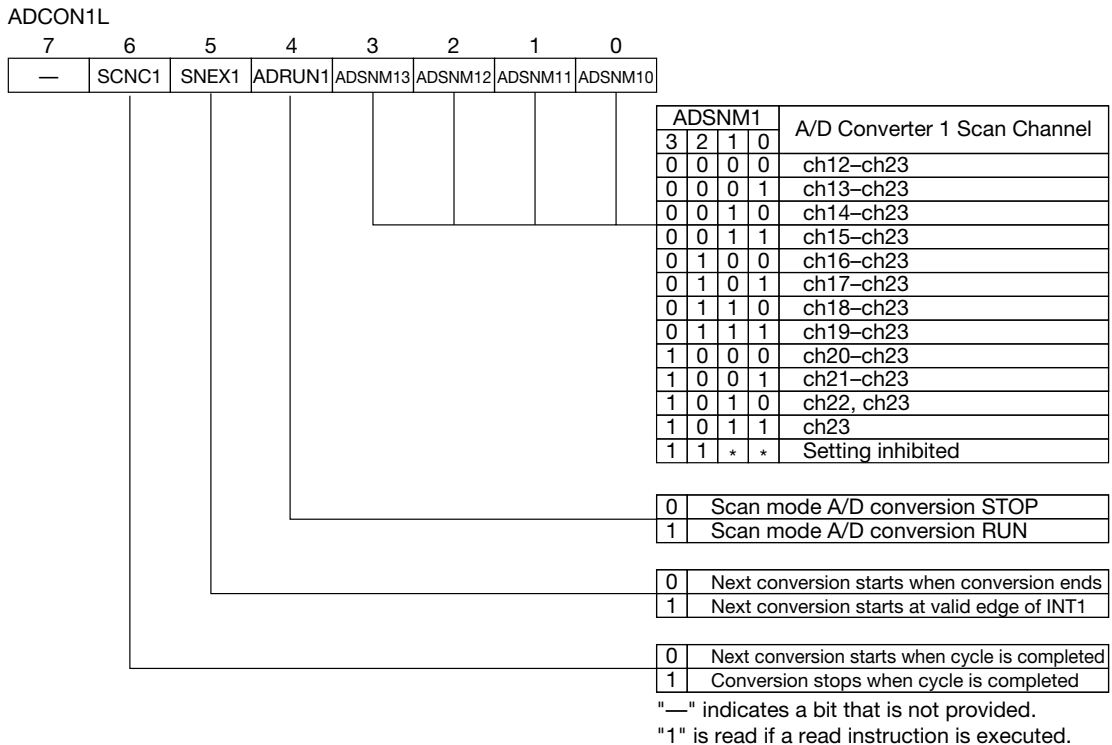 ADCON1L
7 6 5 4 3 2 1 0
— SCNC1 SNEX1 ADRUN1 ADSNM13 ADSNM12 ADSNM11 ADSNM10
ADSNM1 A/D Converter 1 Scan Channel
3 2 1 0
0 0 0 0 ch12–ch23
0 0 0 1 ch13–ch23
0 0 1 0 ch14–ch23
0 0 1 1 ch15–ch23
0 1 0 0 ch16–ch23
0 1 0 1 ch17–ch23
0 1 1 0 ch18–ch23
0 1 1 1 ch19–ch23
1 0 0 0 ch20–ch23
1 0 0 1 ch21–ch23
1 0 1 0 ch22, ch23
1 0 1 1 ch23
1 1 * * Setting inhibited
0 Scan mode A/D conversion STOP
1 Scan mode A/D conversion RUN
0 Next conversion starts when conversion ends
1 Next conversion starts at valid edge of INT1
0 Next conversion starts when cycle is completed
1 Conversion stops when cycle is completed
"—" indicates a bit that is not provided.
"1" is read if a read instruction is executed.